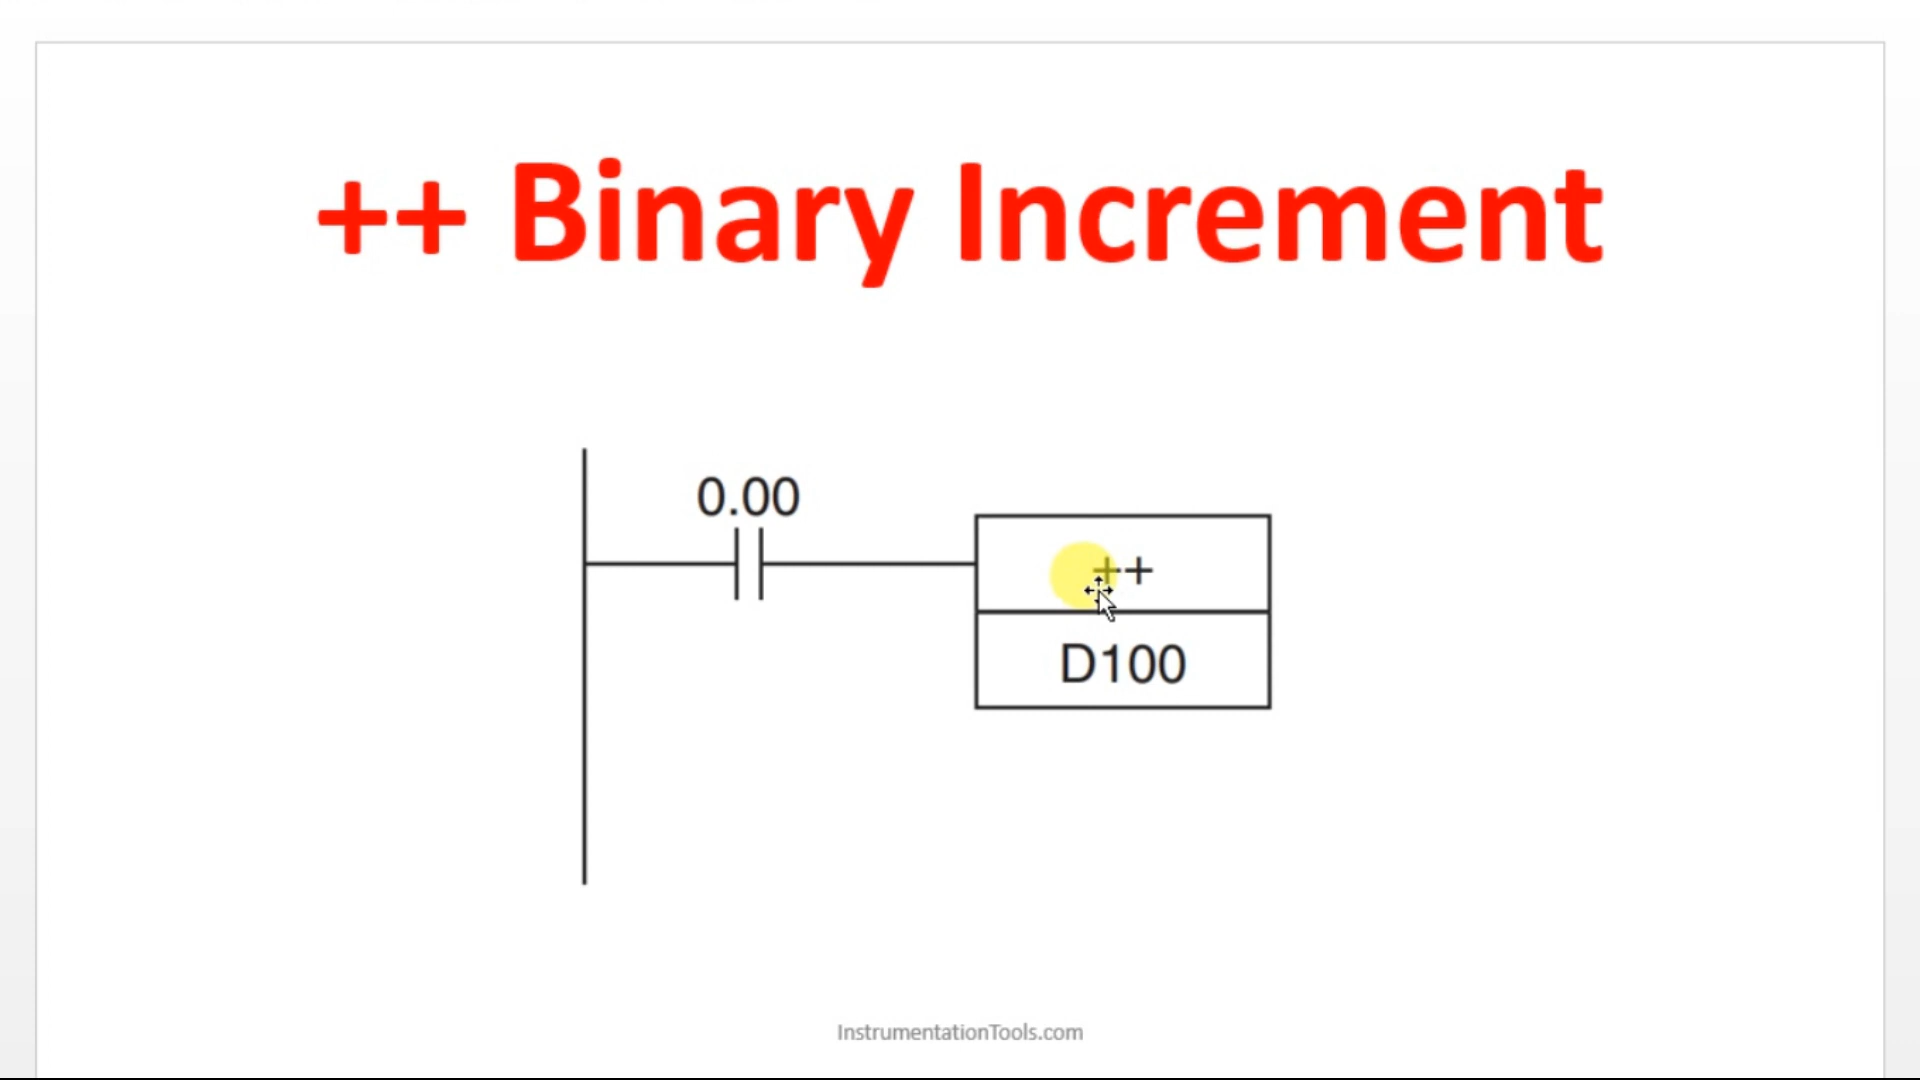 ++ Binary Increment
0.00
++
D100
InstrumentationTools.com